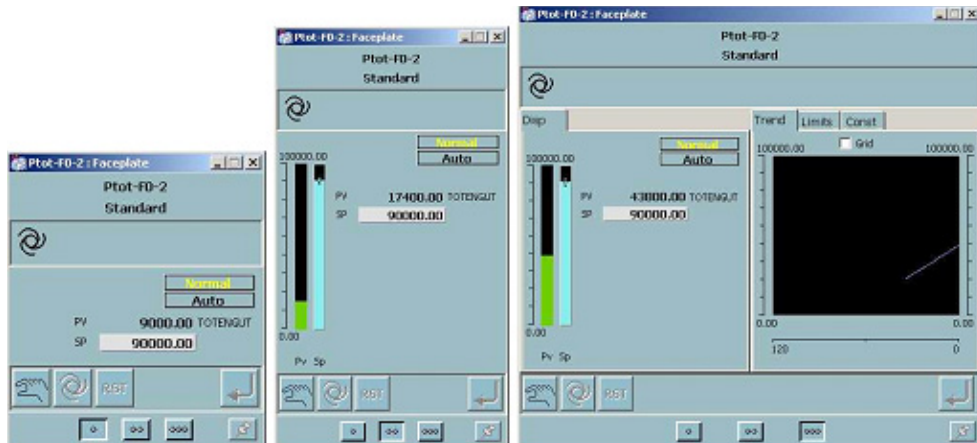 Ptot-F0-2 : Faceplate
Ptot-F0-2
Standard
Normal
Auto
PV 9000.00 TOTENGUT
SP 90000.00
RST
Ptot-F0-2 : Faceplate
Ptot-F0-2
Standard
Normal
Auto
100000.00
PV 17400.00 TOTENGUT
SP 90000.00
0.00
Pv Sp
RST
Ptot-F0-2 : Faceplate
Ptot-F0-2
Standard
Disp
Normal
Auto
100000.00
PV 43800.00 TOTENGUT
SP 90000.00
0.00
Pv Sp
Trend Limits Const
Grid
100000.00 100000.00
0.00 0.00
120 0
RST